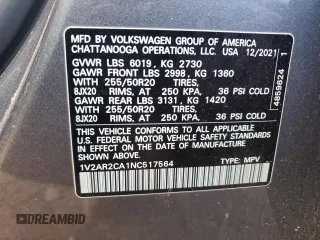 MFD BY VOLKSWAGEN GROUP OF AMERICA
CHATTANOOGA OPERATIONS, LLC. USA 12/2021
GVWR LBS 6019, KG 2730
GAWR FRONT LBS 2998, KG 1360
WITH 255/50R20 TIRES,
8JX20 RIMS, AT 250 KPA. 36 PSI COLD
GAWR REAR LBS 3131, KG 1420
WITH 255/50R20 TIRES,
8JX20 RIMS, AT 250 KPA. 36 PSI COLD
THIS VEHICLE CONFORMS TO ALL APPLICABLE
U.S. FEDERAL MOTOR VEHICLE SAFETY STANDARDS
IN EFFECT ON THE DATE OF MANUFACTURE SHOWN ABOVE.
1V2AR2CA1NC517564 TYPE: MPV
4859624 1
DREAMBID.COM